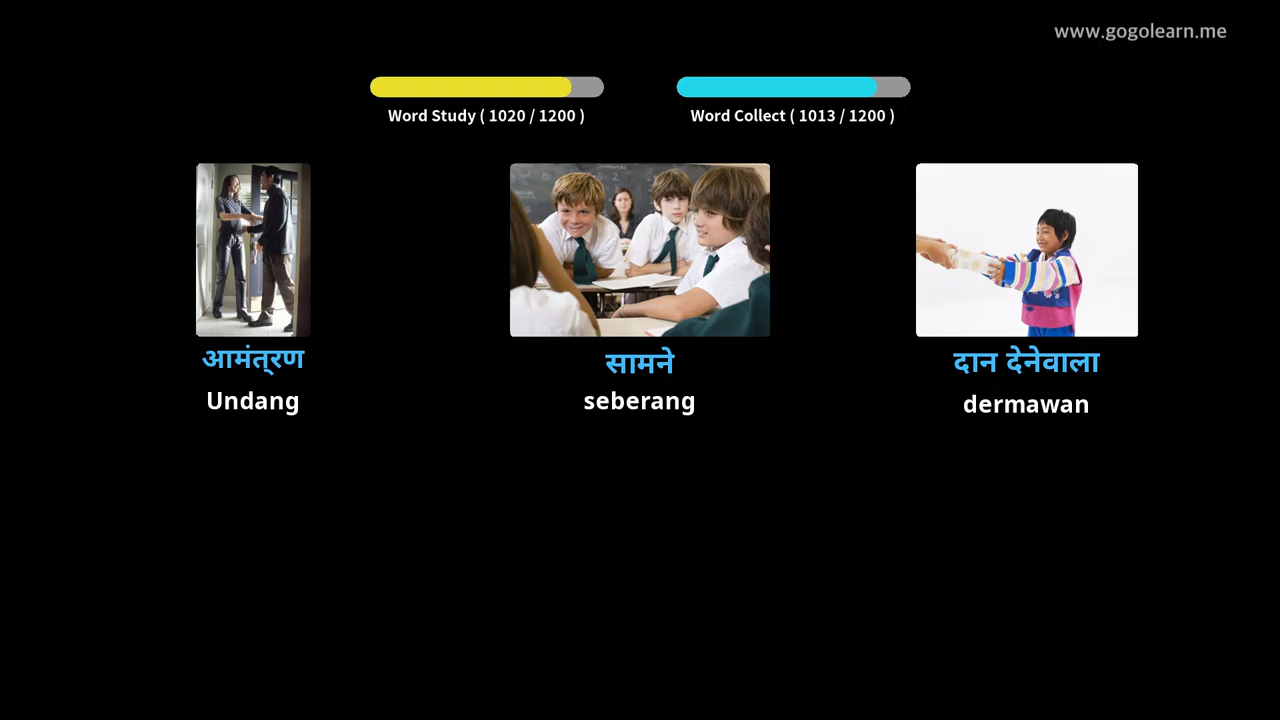 www.gogolearn.me
Word Study ( 1020 / 1200 )
Word Collect ( 1013 / 1200 )
आमंत्रण
Undang
सामने
seberang
दान देनेवाला
dermawan